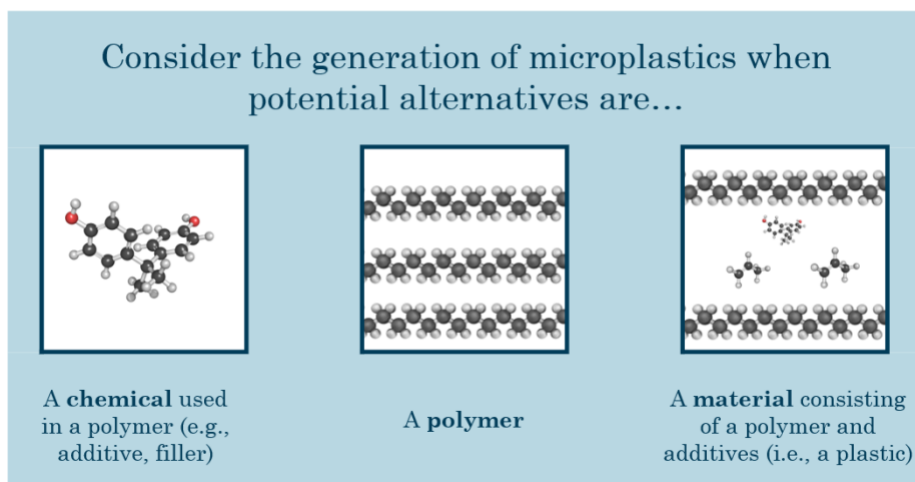 Consider the generation of microplastics when
potential alternatives are...
A chemical used
in a polymer (e.g.,
additive, filler)
A polymer
A material consisting
of a polymer and
additives (i.e., a plastic)